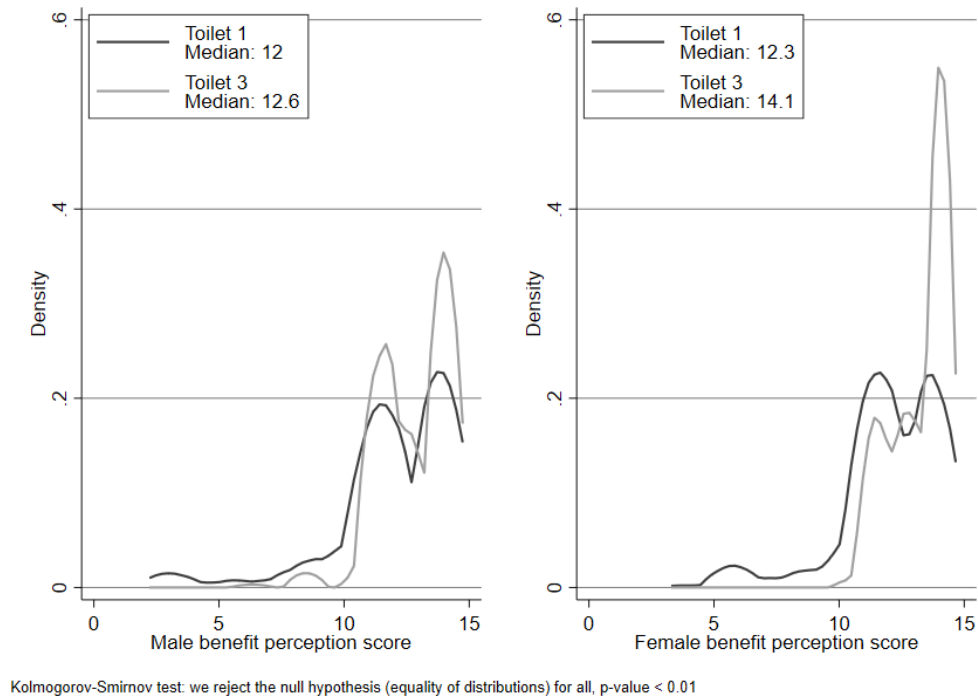 Toilet 1
Median: 12
Toilet 3
Median: 12.6
.6
.4
.2
0
Density
0
5
10
15
Male benefit perception score
Toilet 1
Median: 12.3
Toilet 3
Median: 14.1
.6
.4
.2
0
Density
0
5
10
15
Female benefit perception score
Kolmogorov-Smirnov test: we reject the null hypothesis (equality of distributions) for all, p-value < 0.01